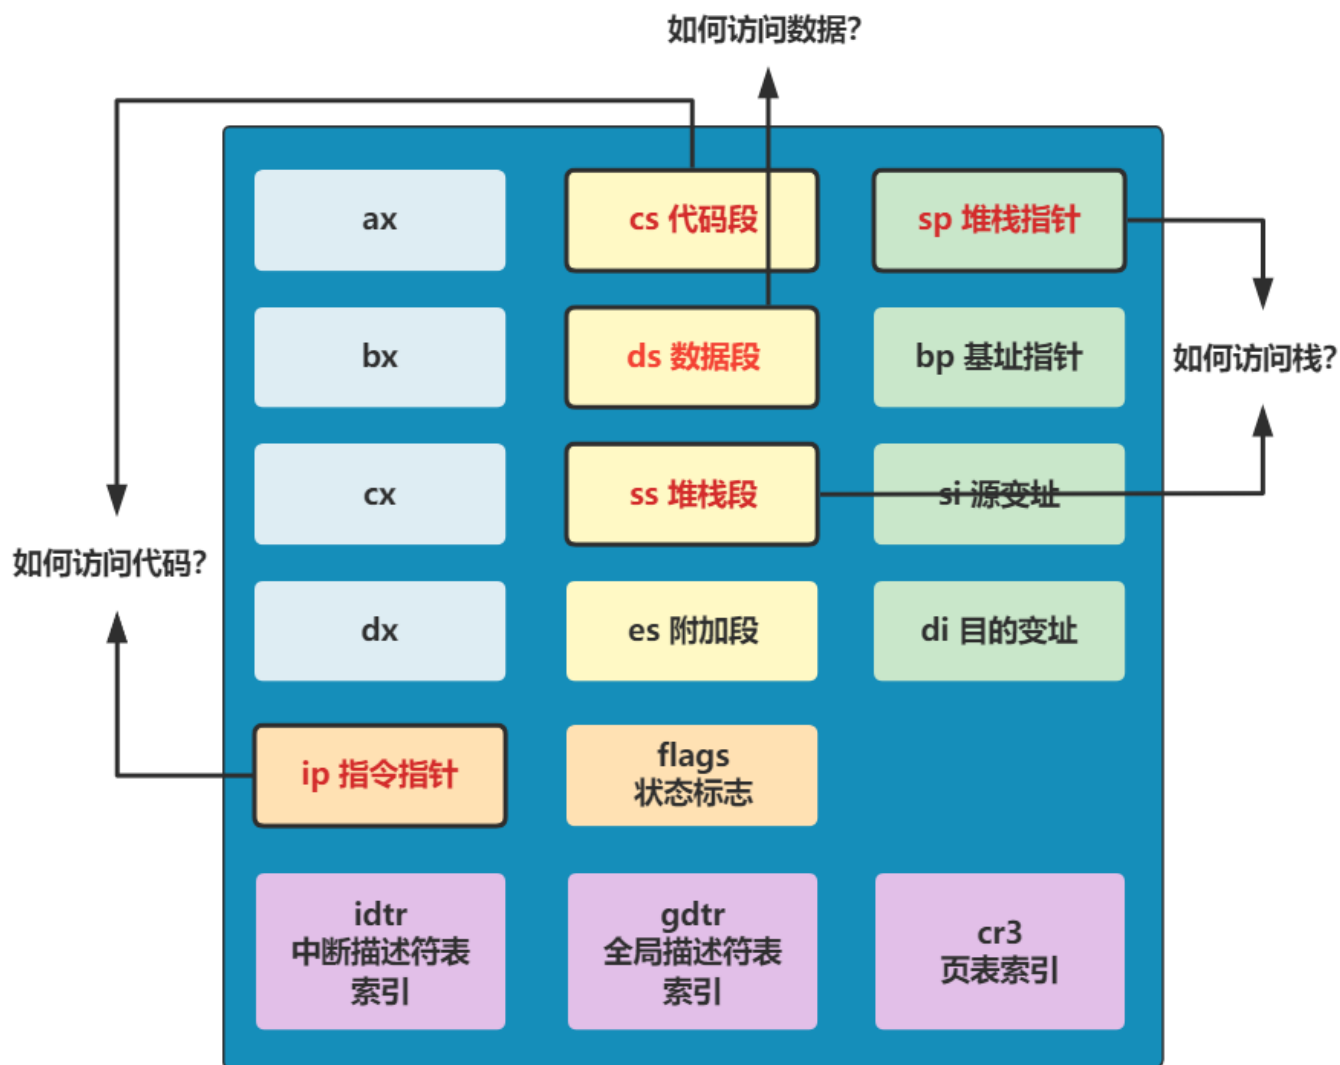 如何访问数据?
ax
cs 代码段
sp 堆栈指针
bx
ds 数据段
bp 基址指针
如何访问栈?
cx
ss 堆栈段
si 源变址
如何访问代码?
dx
es 附加段
di 目的变址
ip 指令指针
flags
状态标志
idtr
中断描述符表
索引
gdtr
全局描述符表
索引
cr3
页表索引